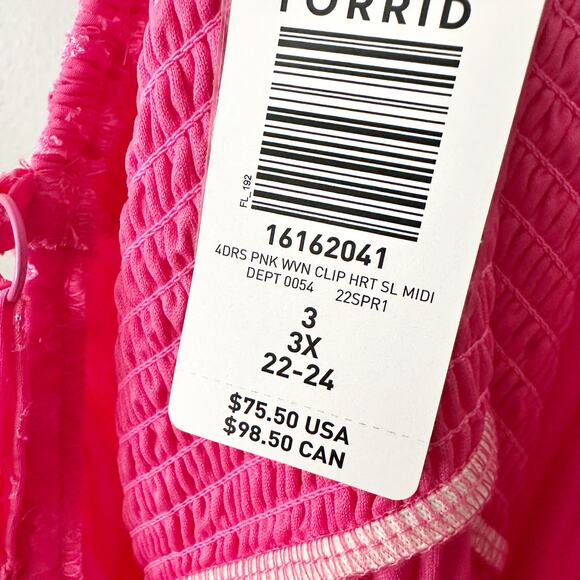 TORRID
FL_192
16162041
4DRS PNK WVN CLIP HRT SL MIDI
DEPT 0054 22SPR1
3
3X
22-24
$75.50 USA
$98.50 CAN